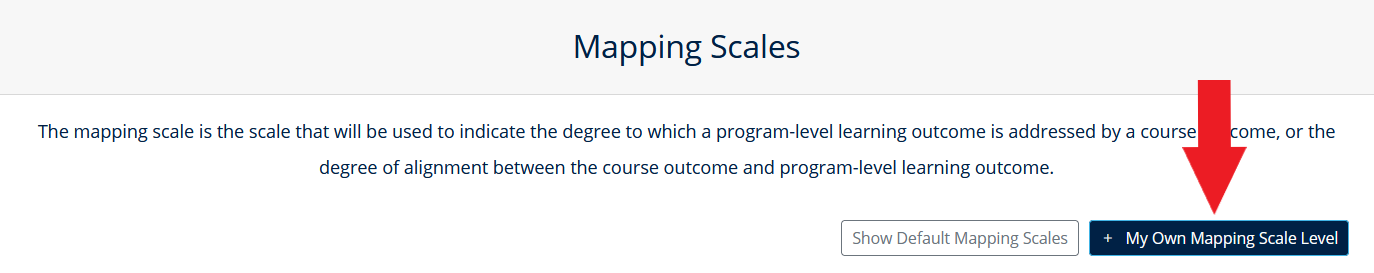 Mapping Scales
The mapping scale is the scale that will be used to indicate the degree to which a program-level learning outcome is addressed by a course come, or the
degree of alignment between the course outcome and program-level learning outcome.
Show Default Mapping Scales
+ My Own Mapping Scale Level